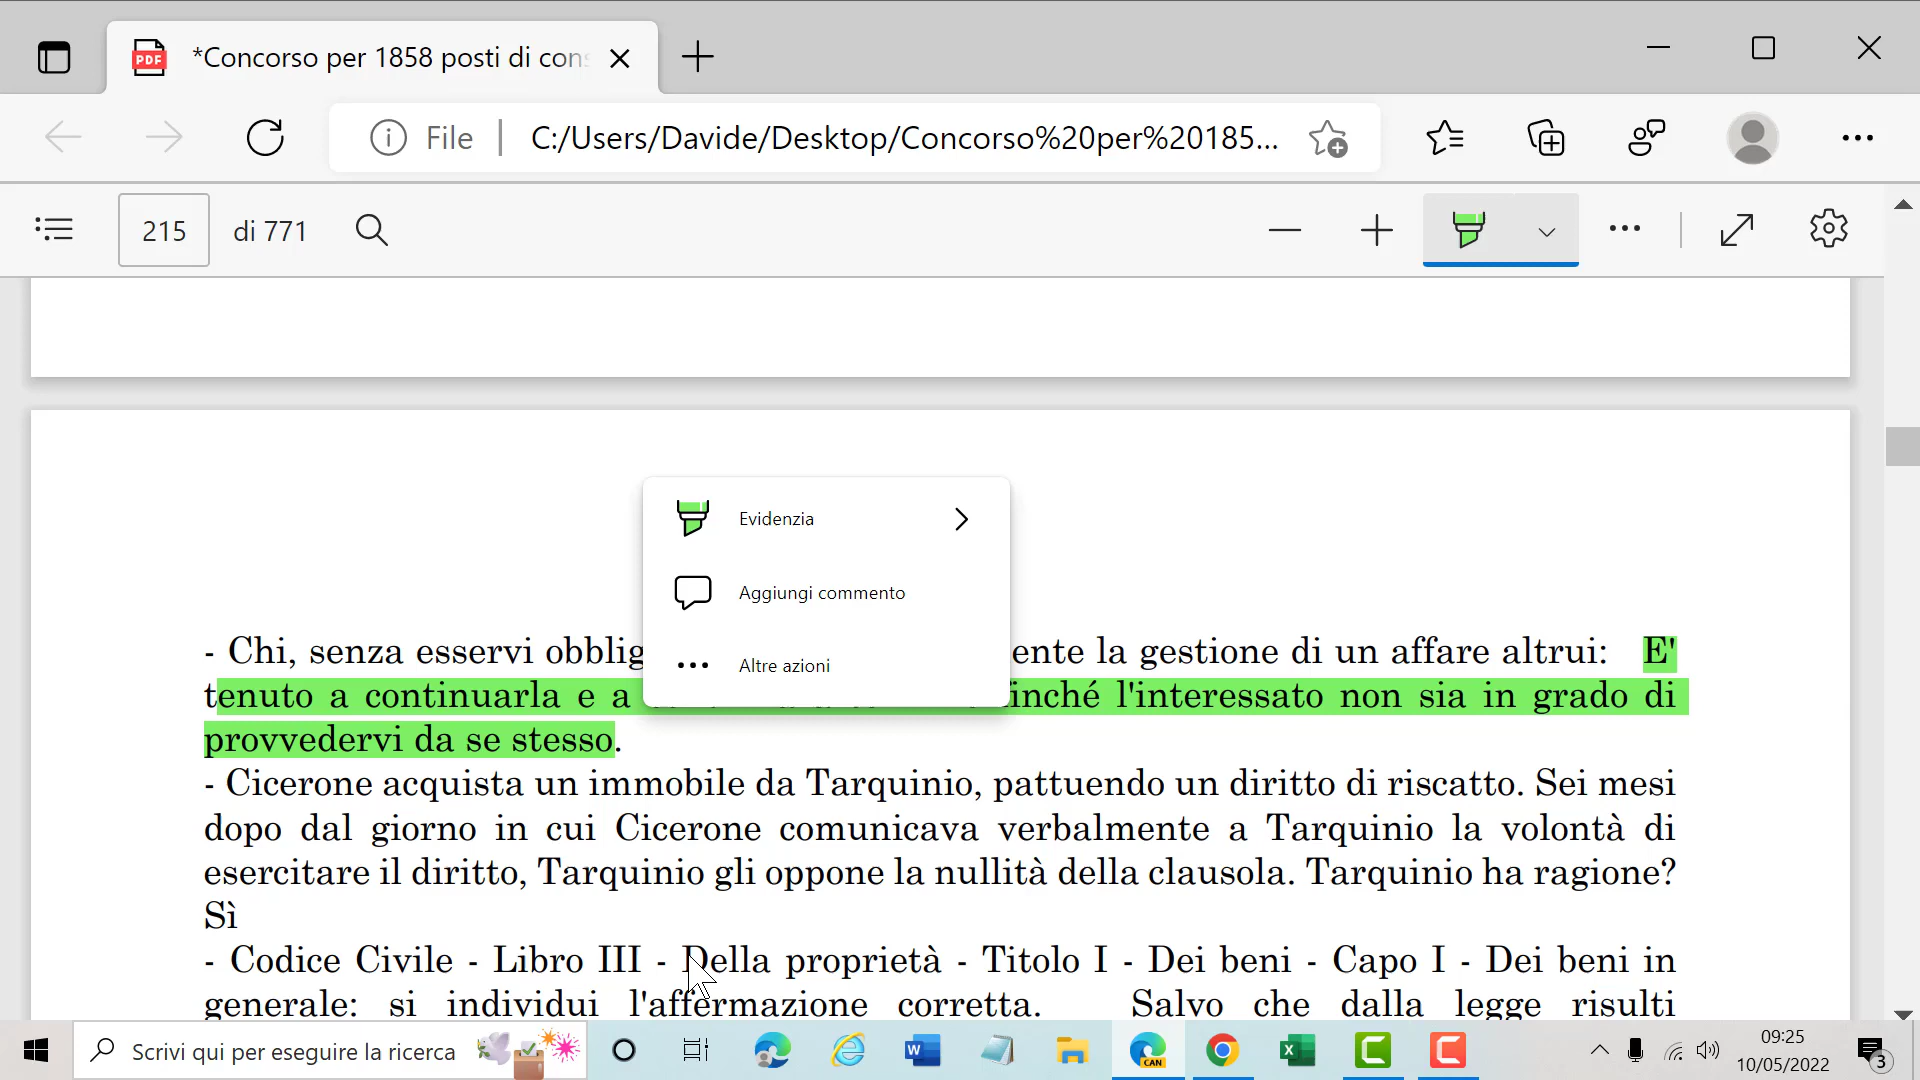 *Concorso per 1858 posti di cons
File
C:/Users/Davide/Desktop/Concorso%20per%20185...
215 di 771
Evidenzia
Aggiungi commento
Altre azioni
- Chi, senza esservi ente la gestione di un affare altrui: E'
tenuto a continuarla e a l'interessato non sia in grado di
provvedervi da se stesso.
- Cicerone acquista un immobile da Tarquinio, pattuendo un diritto di riscatto. Sei mesi
dopo dal giorno in cui Cicerone comunicava verbalmente a Tarquinio la volontà di
esercitare il diritto, Tarquinio gli oppone la nullità della clausola. Tarquinio ha ragione?
Sì
- Codice Civile - Libro III - Della proprietà - Titolo I - Dei beni - Capo I - Dei beni in
generale: si individui l'affermazione corretta. Salvo che dalla legge risulti
Scrivi qui per eseguire la ricerca
CAN
09:25
10/05/2022
3